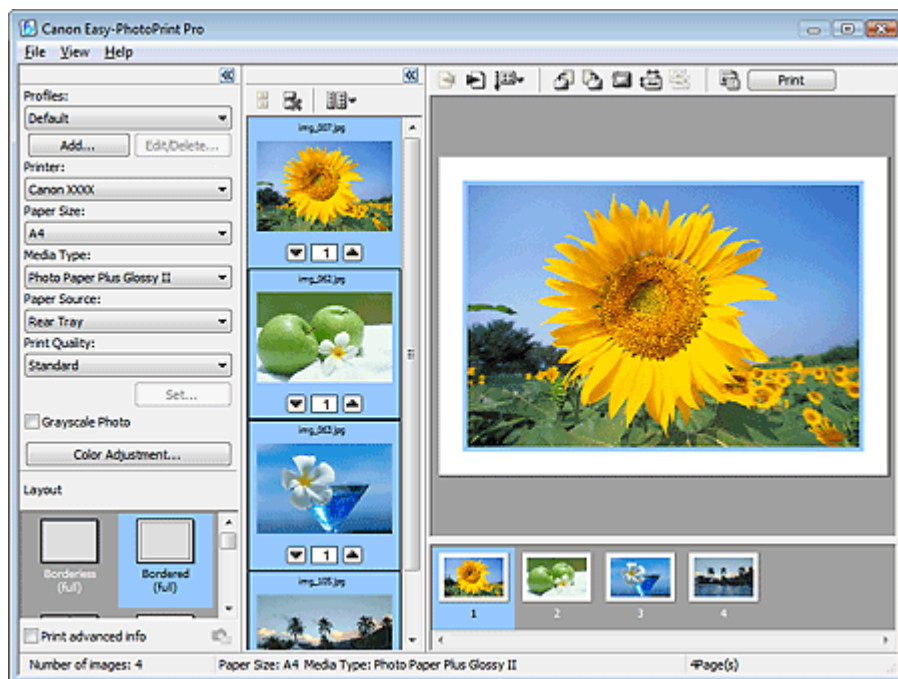 Canon Easy-PhotoPrint Pro
File View Help
Profiles:
Default
Add... Edit/Delete...
Printer:
Canon XXXX
Paper Size:
A4
Media Type:
Photo Paper Plus Glossy II
Paper Source:
Rear Tray
Print Quality:
Standard
Set...
Grayscale Photo
Color Adjustment...
Layout
Borderless
(full)
Bordered
(full)
Print advanced info
img_007.jpg
1
img_062.jpg
1
img_063.jpg
1
img_105.jpg
Print
1 2 3 4
Number of images: 4 Paper Size: A4 Media Type: Photo Paper Plus Glossy II 4Page(s)